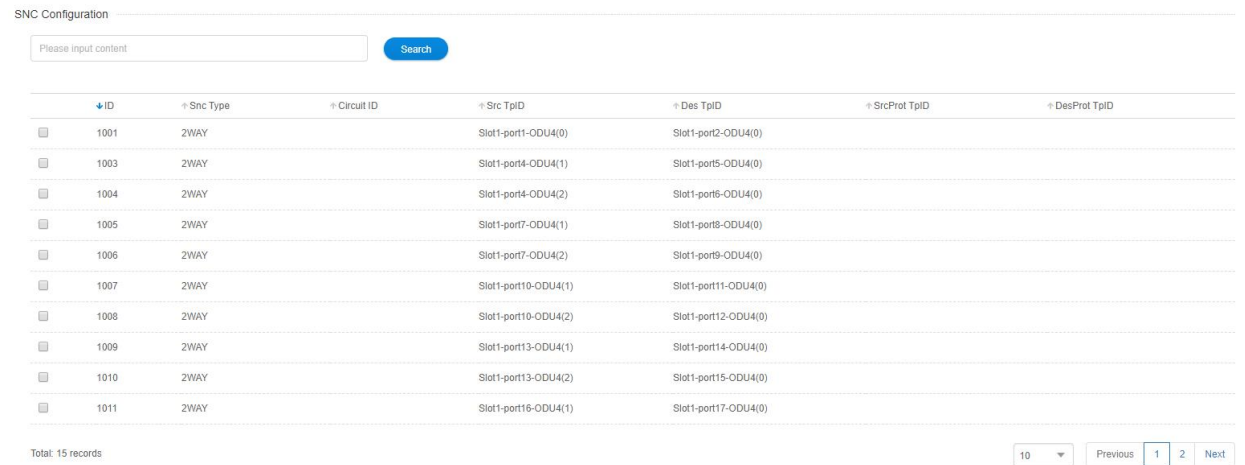 SNC Configuration
Please input content Search
ID Snc Type Circuit ID Src TpID Des TpID SrcProt TpID DesProt TpID
1001 2WAY Slot1-port1-ODU4(0) Slot1-port2-ODU4(0)
1003 2WAY Slot1-port4-ODU4(1) Slot1-port5-ODU4(0)
1004 2WAY Slot1-port4-ODU4(2) Slot1-port6-ODU4(0)
1005 2WAY Slot1-port7-ODU4(1) Slot1-port8-ODU4(0)
1006 2WAY Slot1-port7-ODU4(2) Slot1-port9-ODU4(0)
1007 2WAY Slot1-port10-ODU4(1) Slot1-port11-ODU4(0)
1008 2WAY Slot1-port10-ODU4(2) Slot1-port12-ODU4(0)
1009 2WAY Slot1-port13-ODU4(1) Slot1-port14-ODU4(0)
1010 2WAY Slot1-port13-ODU4(2) Slot1-port15-ODU4(0)
1011 2WAY Slot1-port16-ODU4(1) Slot1-port17-ODU4(0)
Total: 15 records 10 Previous 1 2 Next